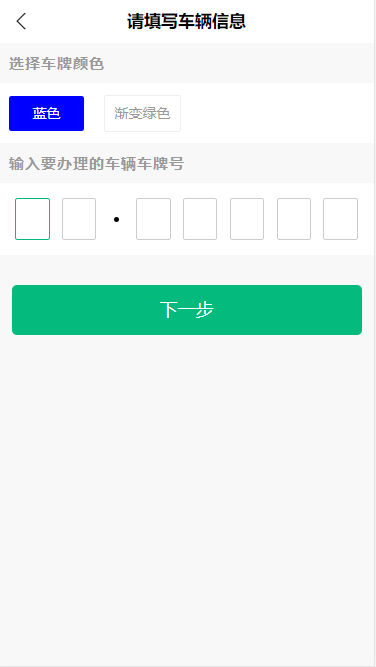 请填写车辆信息
选择车牌颜色
蓝色 渐变绿色
输入要办理的车辆车牌号
下一步